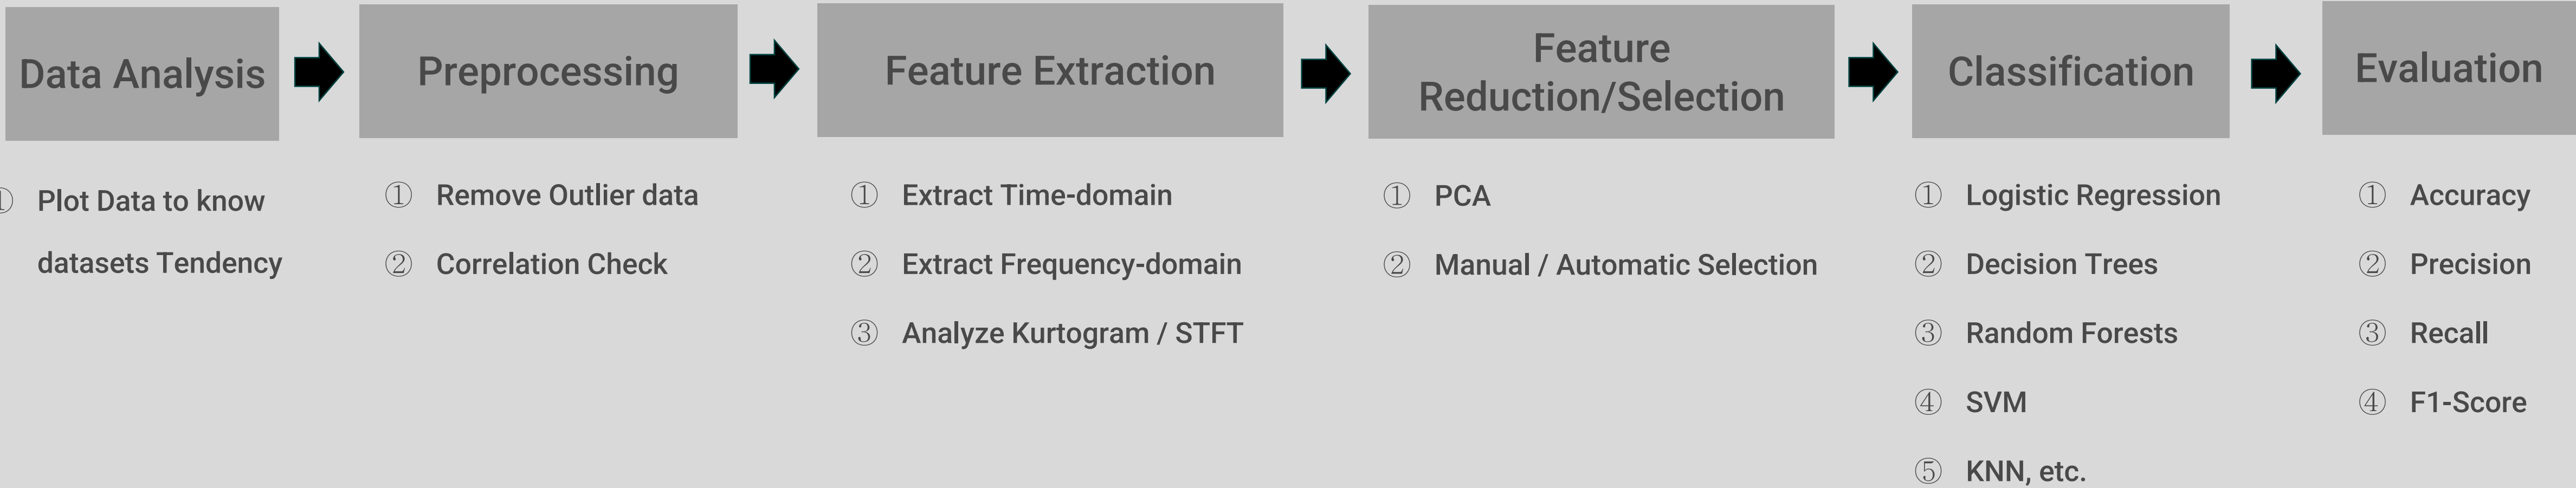 Data Analysis
① Plot Data to know
datasets Tendency
Preprocessing
① Remove Outlier data
② Correlation Check
Feature Extraction
① Extract Time-domain
② Extract Frequency-domain
③ Analyze Kurtogram / STFT
Feature
Reduction/Selection
① PCA
② Manual / Automatic Selection
Classification
① Logistic Regression
② Decision Trees
③ Random Forests
④ SVM
⑤ KNN, etc.
Evaluation
① Accuracy
② Precision
③ Recall
④ F1-Score